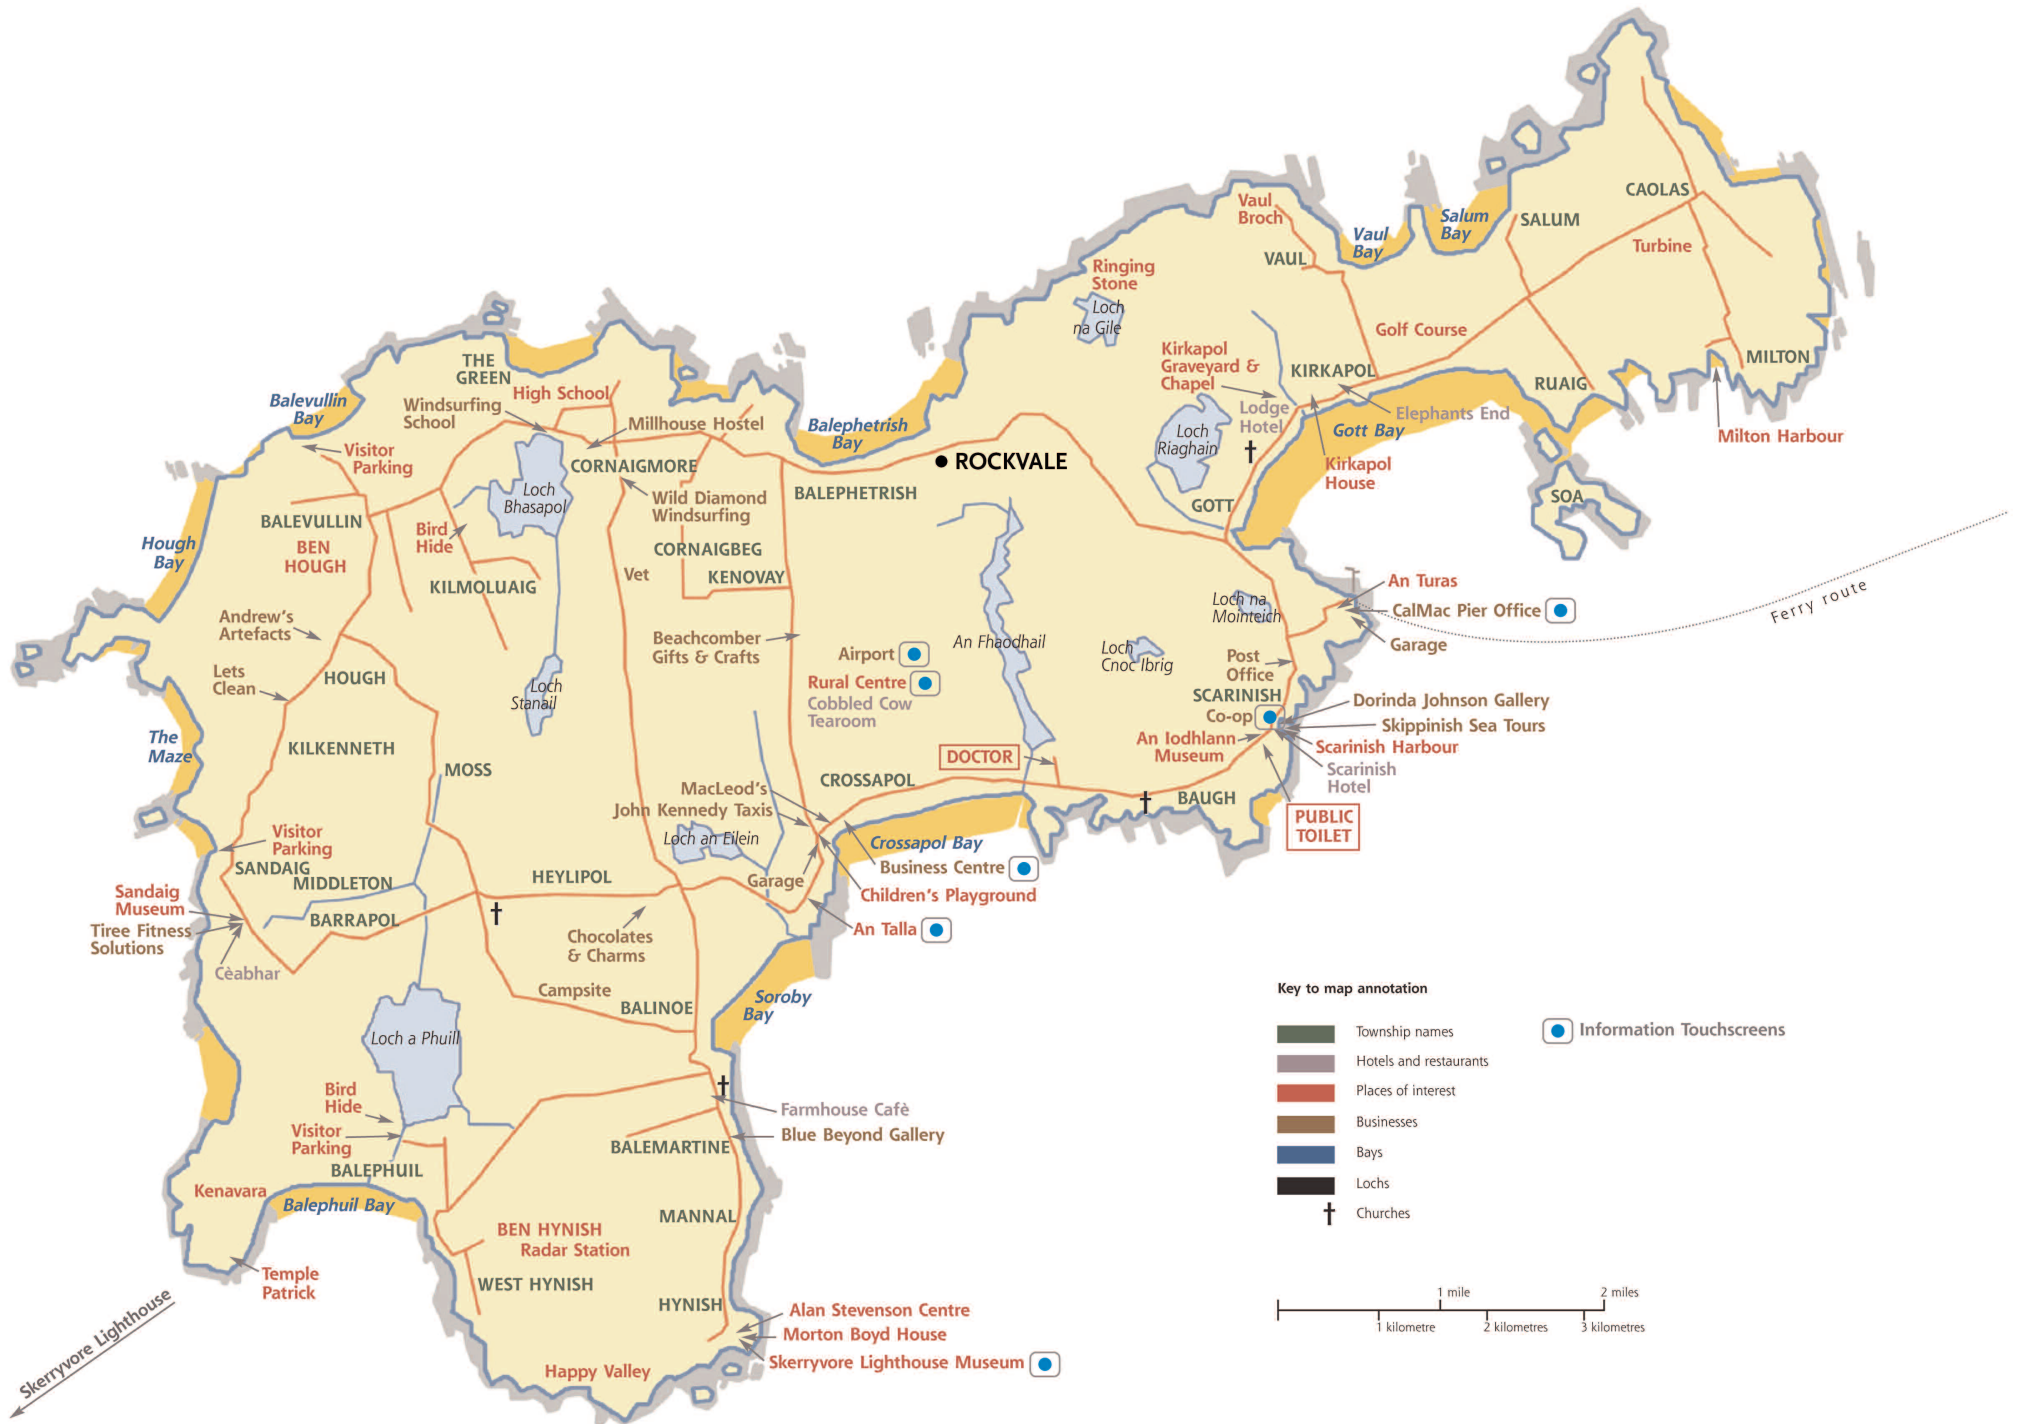 CAOLAS
Vaul
Broch
Salum
Bay
SALUM
Vaul
Bay
Turbine
VAUL
Ringing
Stone
Loch
na Gile
Golf Course
Kirkapol
Graveyard &
Chapel
KIRKAPOL
MILTON
RUAIG
THE
GREEN
High School
Balevullin
Bay
Windsurfing
School
Millhouse Hostel
Balephetrish
Bay
Lodge
Hotel
Elephants End
Gott Bay
Loch
Riaghain
Milton Harbour
Visitor
Parking
CORNAIGMORE
ROCKVALE
Kirkapol
House
Loch
Bhasapol
Wild Diamond
Windsurfing
BALEPHETRISH
GOTT
SOA
BALEVULLIN
Bird
Hide
BEN
HOUGH
Hough
Bay
CORNAIGBEG
Vet
KENOVAY
KILMOLUAIG
An Turas
CalMac Pier Office
Garage
Ferry route
Loch na
Mointeich
Andrew's
Artefacts
Beachcomber
Gifts & Crafts
Airport
Rural Centre
Cobbled Cow
Tearoom
An Fhaodhail
Loch
Cnoc Ibrig
Post
Office
Lets
Clean
HOUGH
Loch
Stanail
SCARINISH
Co-op
Dorinda Johnson Gallery
Skippinish Sea Tours
Scarinish Harbour
Scarinish
Hotel
An Iodhlann
Museum
The
Maze
KILKENNETH
MOSS
DOCTOR
CROSSAPOL
BAUGH
PUBLIC
TOILET
MacLeod's
John Kennedy Taxis
Loch an Eilein
Crossapol Bay
Business Centre
Garage
Children's Playground
An Talla
Visitor
Parking
SANDAIG
MIDDLETON
HEYLIPOL
Sandaig
Museum
Tiree Fitness
Solutions
Cèabhar
BARRAPOL
Chocolates
& Charms
Campsite
BALINOE
Soroby
Bay
Loch a Phuill
Bird
Hide
Visitor
Parking
BALEPHUIL
Farmhouse Cafè
Blue Beyond Gallery
BALEMARTINE
Kenavara
Balephuil Bay
MANNAL
BEN HYNISH
Radar Station
Temple
Patrick
WEST HYNISH
HYNISH
Skerryvore Lighthouse
Alan Stevenson Centre
Morton Boyd House
Skerryvore Lighthouse Museum
Happy Valley
Key to map annotation
Township names
Information Touchscreens
Hotels and restaurants
Places of interest
Businesses
Bays
Lochs
Churches
1 mile
2 miles
1 kilometre
2 kilometres
3 kilometres